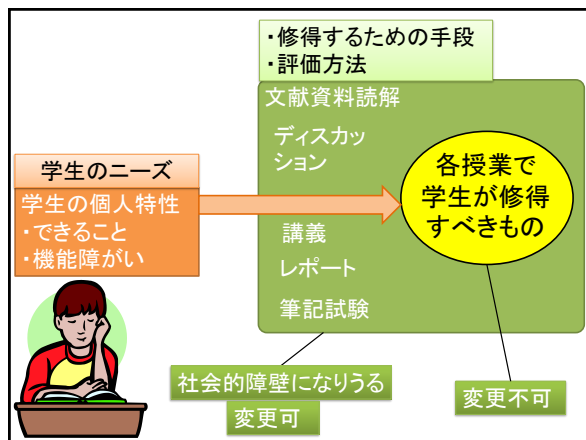 ・修得するための手段
・評価方法
文献資料読解
ディスカッ
ション
各授業で
学生が修得
すべきもの
学生のニーズ
学生の個人特性
・できること
・機能障がい
講義
レポート
筆記試験
社会的障壁になりうる
変更可
変更不可